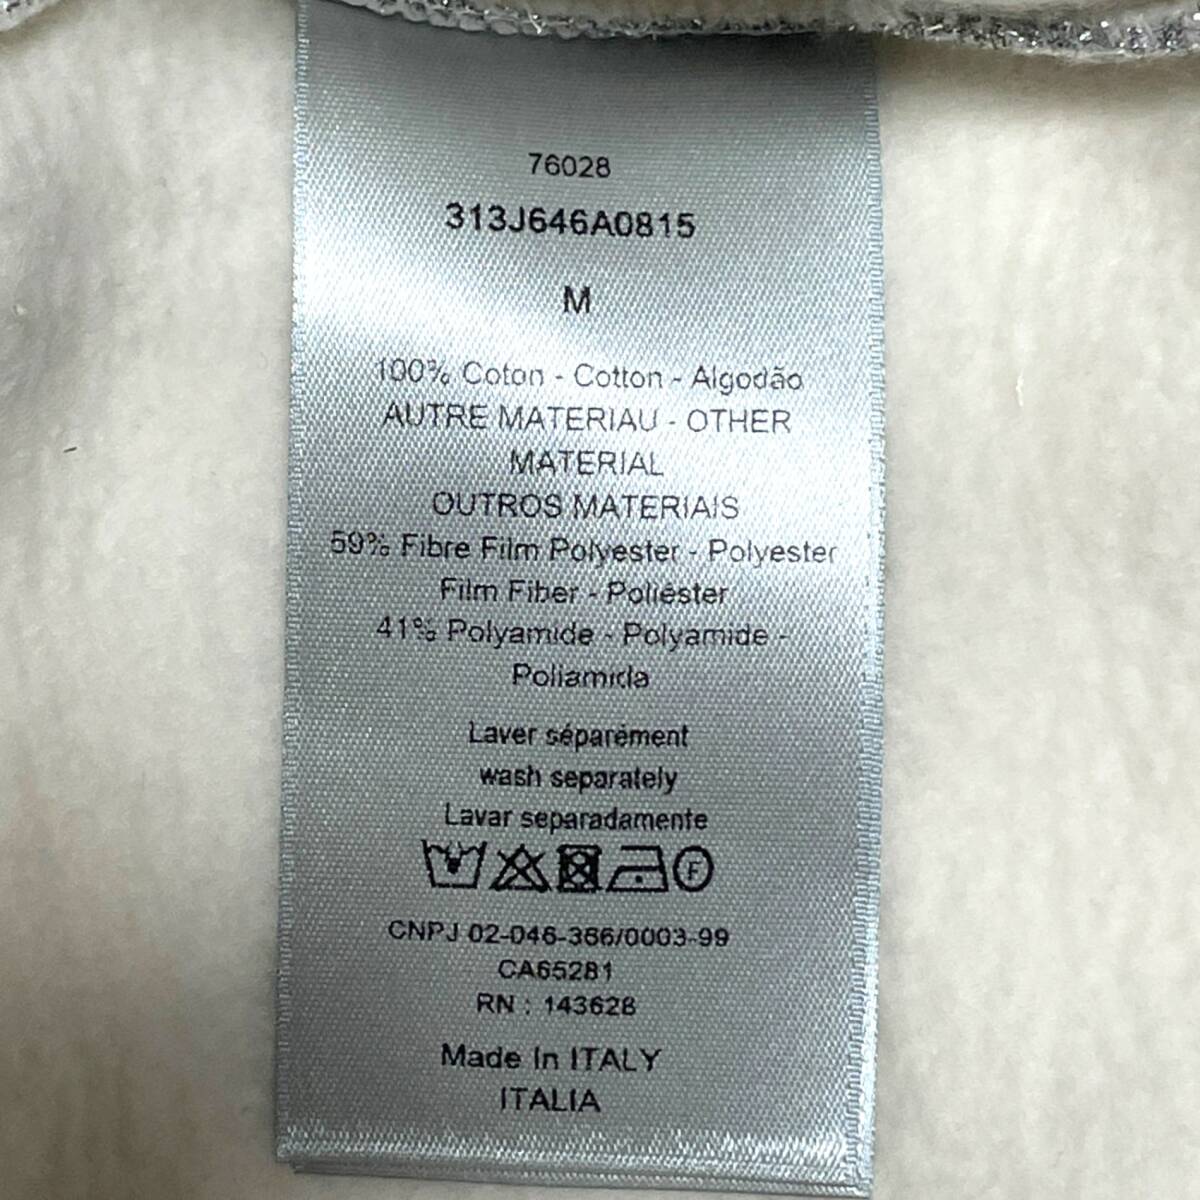 76028
313J646A0815
M
100% Coton - Cotton - Algodão
AUTRE MATERIAU - OTHER
MATERIAL
OUTROS MATERIAIS
59% Fibre Film Polyester - Polyester
Film Fiber - Poliéster
41% Polyamide - Polyamide -
Poliamida
Laver séparément
wash separately
Lavar separadamente
F
CNPJ 02-046-366/0003-99
CA65281
RN : 143628
Made In ITALY
ITALIA